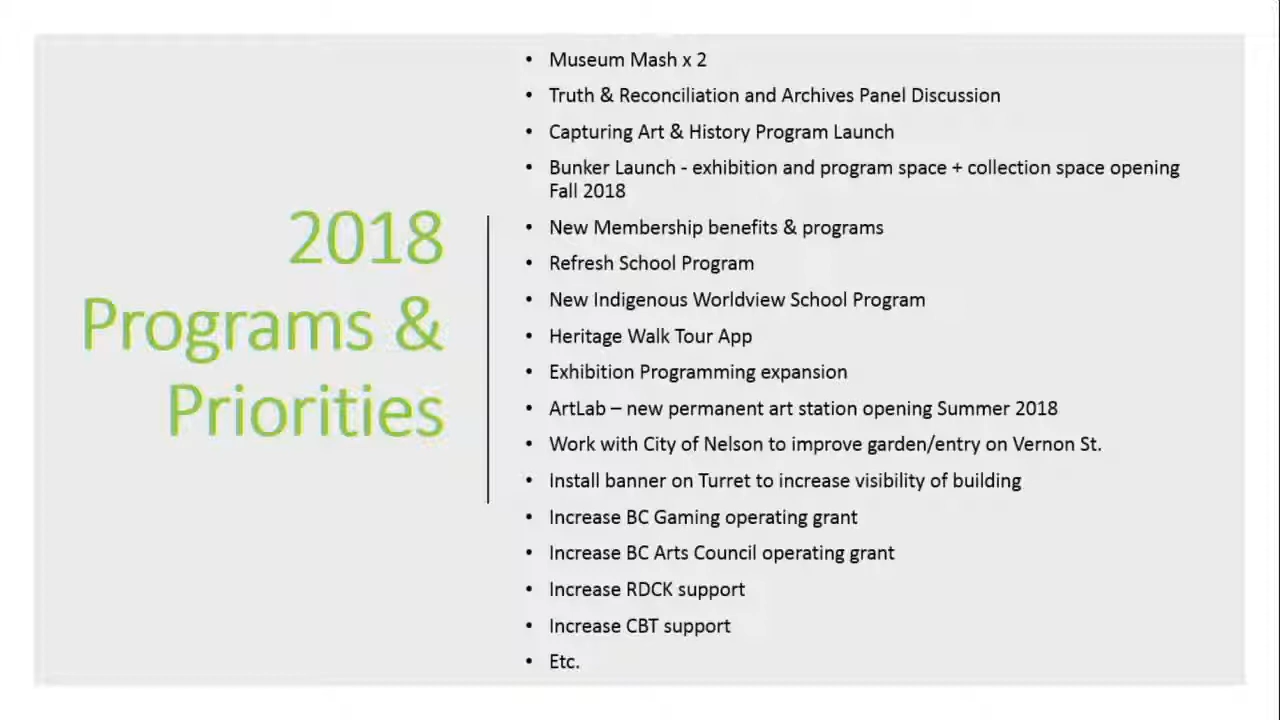 2018
Programs &
Priorities
• Museum Mash x 2
• Truth & Reconciliation and Archives Panel Discussion
• Capturing Art & History Program Launch
• Bunker Launch - exhibition and program space + collection space opening
Fall 2018
• New Membership benefits & programs
• Refresh School Program
• New Indigenous Worldview School Program
• Heritage Walk Tour App
• Exhibition Programming expansion
• ArtLab – new permanent art station opening Summer 2018
• Work with City of Nelson to improve garden/entry on Vernon St.
• Install banner on Turret to increase visibility of building
• Increase BC Gaming operating grant
• Increase BC Arts Council operating grant
• Increase RDCK support
• Increase CBT support
• Etc.